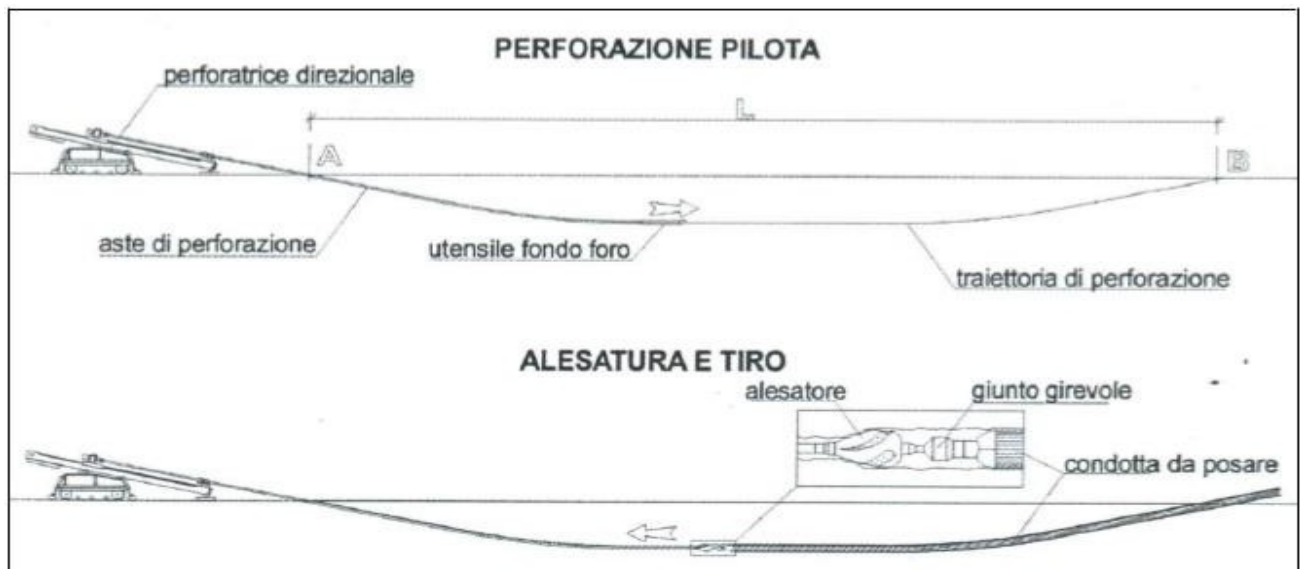 PERFORAZIONE PILOTA
perforatrice direzionale
L
A
B
aste di perforazione
utensile fondo foro
traiettoria di perforazione
ALESATURA E TIRO
alesatore
giunto girevole
condotta da posare